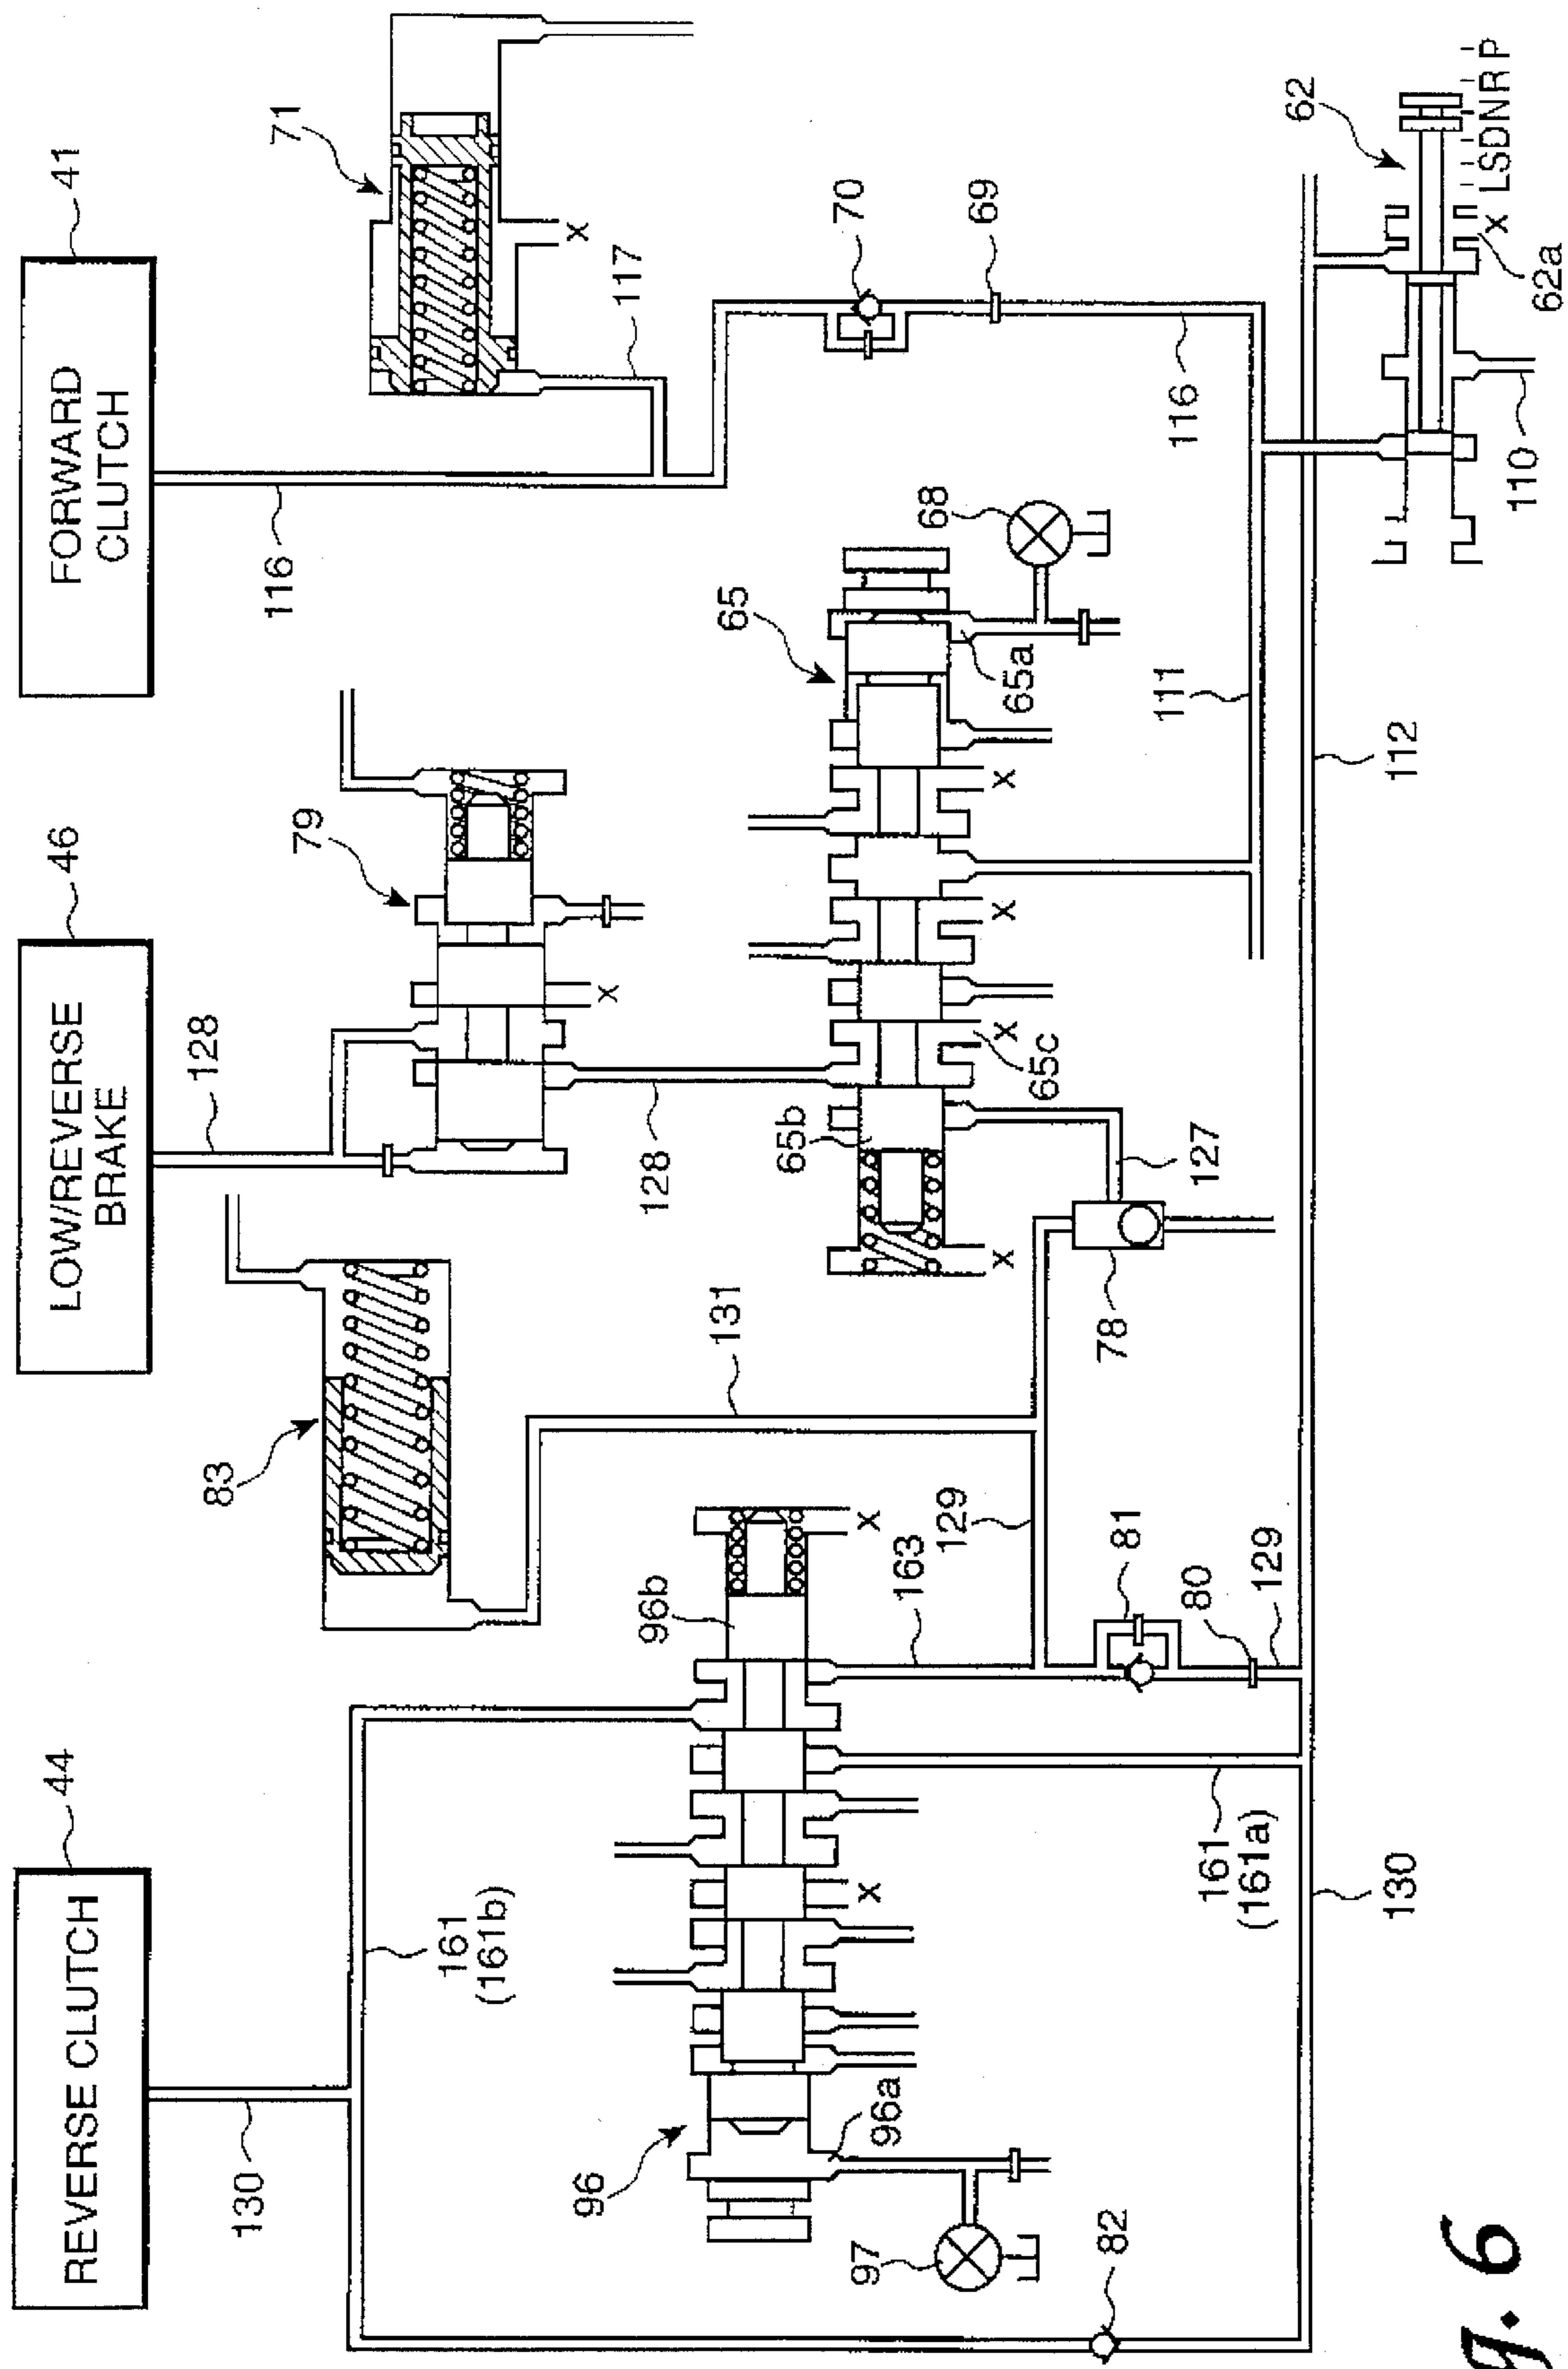 REVERSE CLUTCH
44
LOW/REVERSE
BRAKE
46
FORWARD
CLUTCH
41
130
83
128
79
116
71
X
117
161
(161b)
96
96a
96b
X
X
97
82
163
131
128
X
65
65a
65b
65c
X
X
X
X
68
70
69
129
81
80
129
78
127
111
116
161
(161a)
130
112
62
62a
X
LSDNRP
110
g. 6